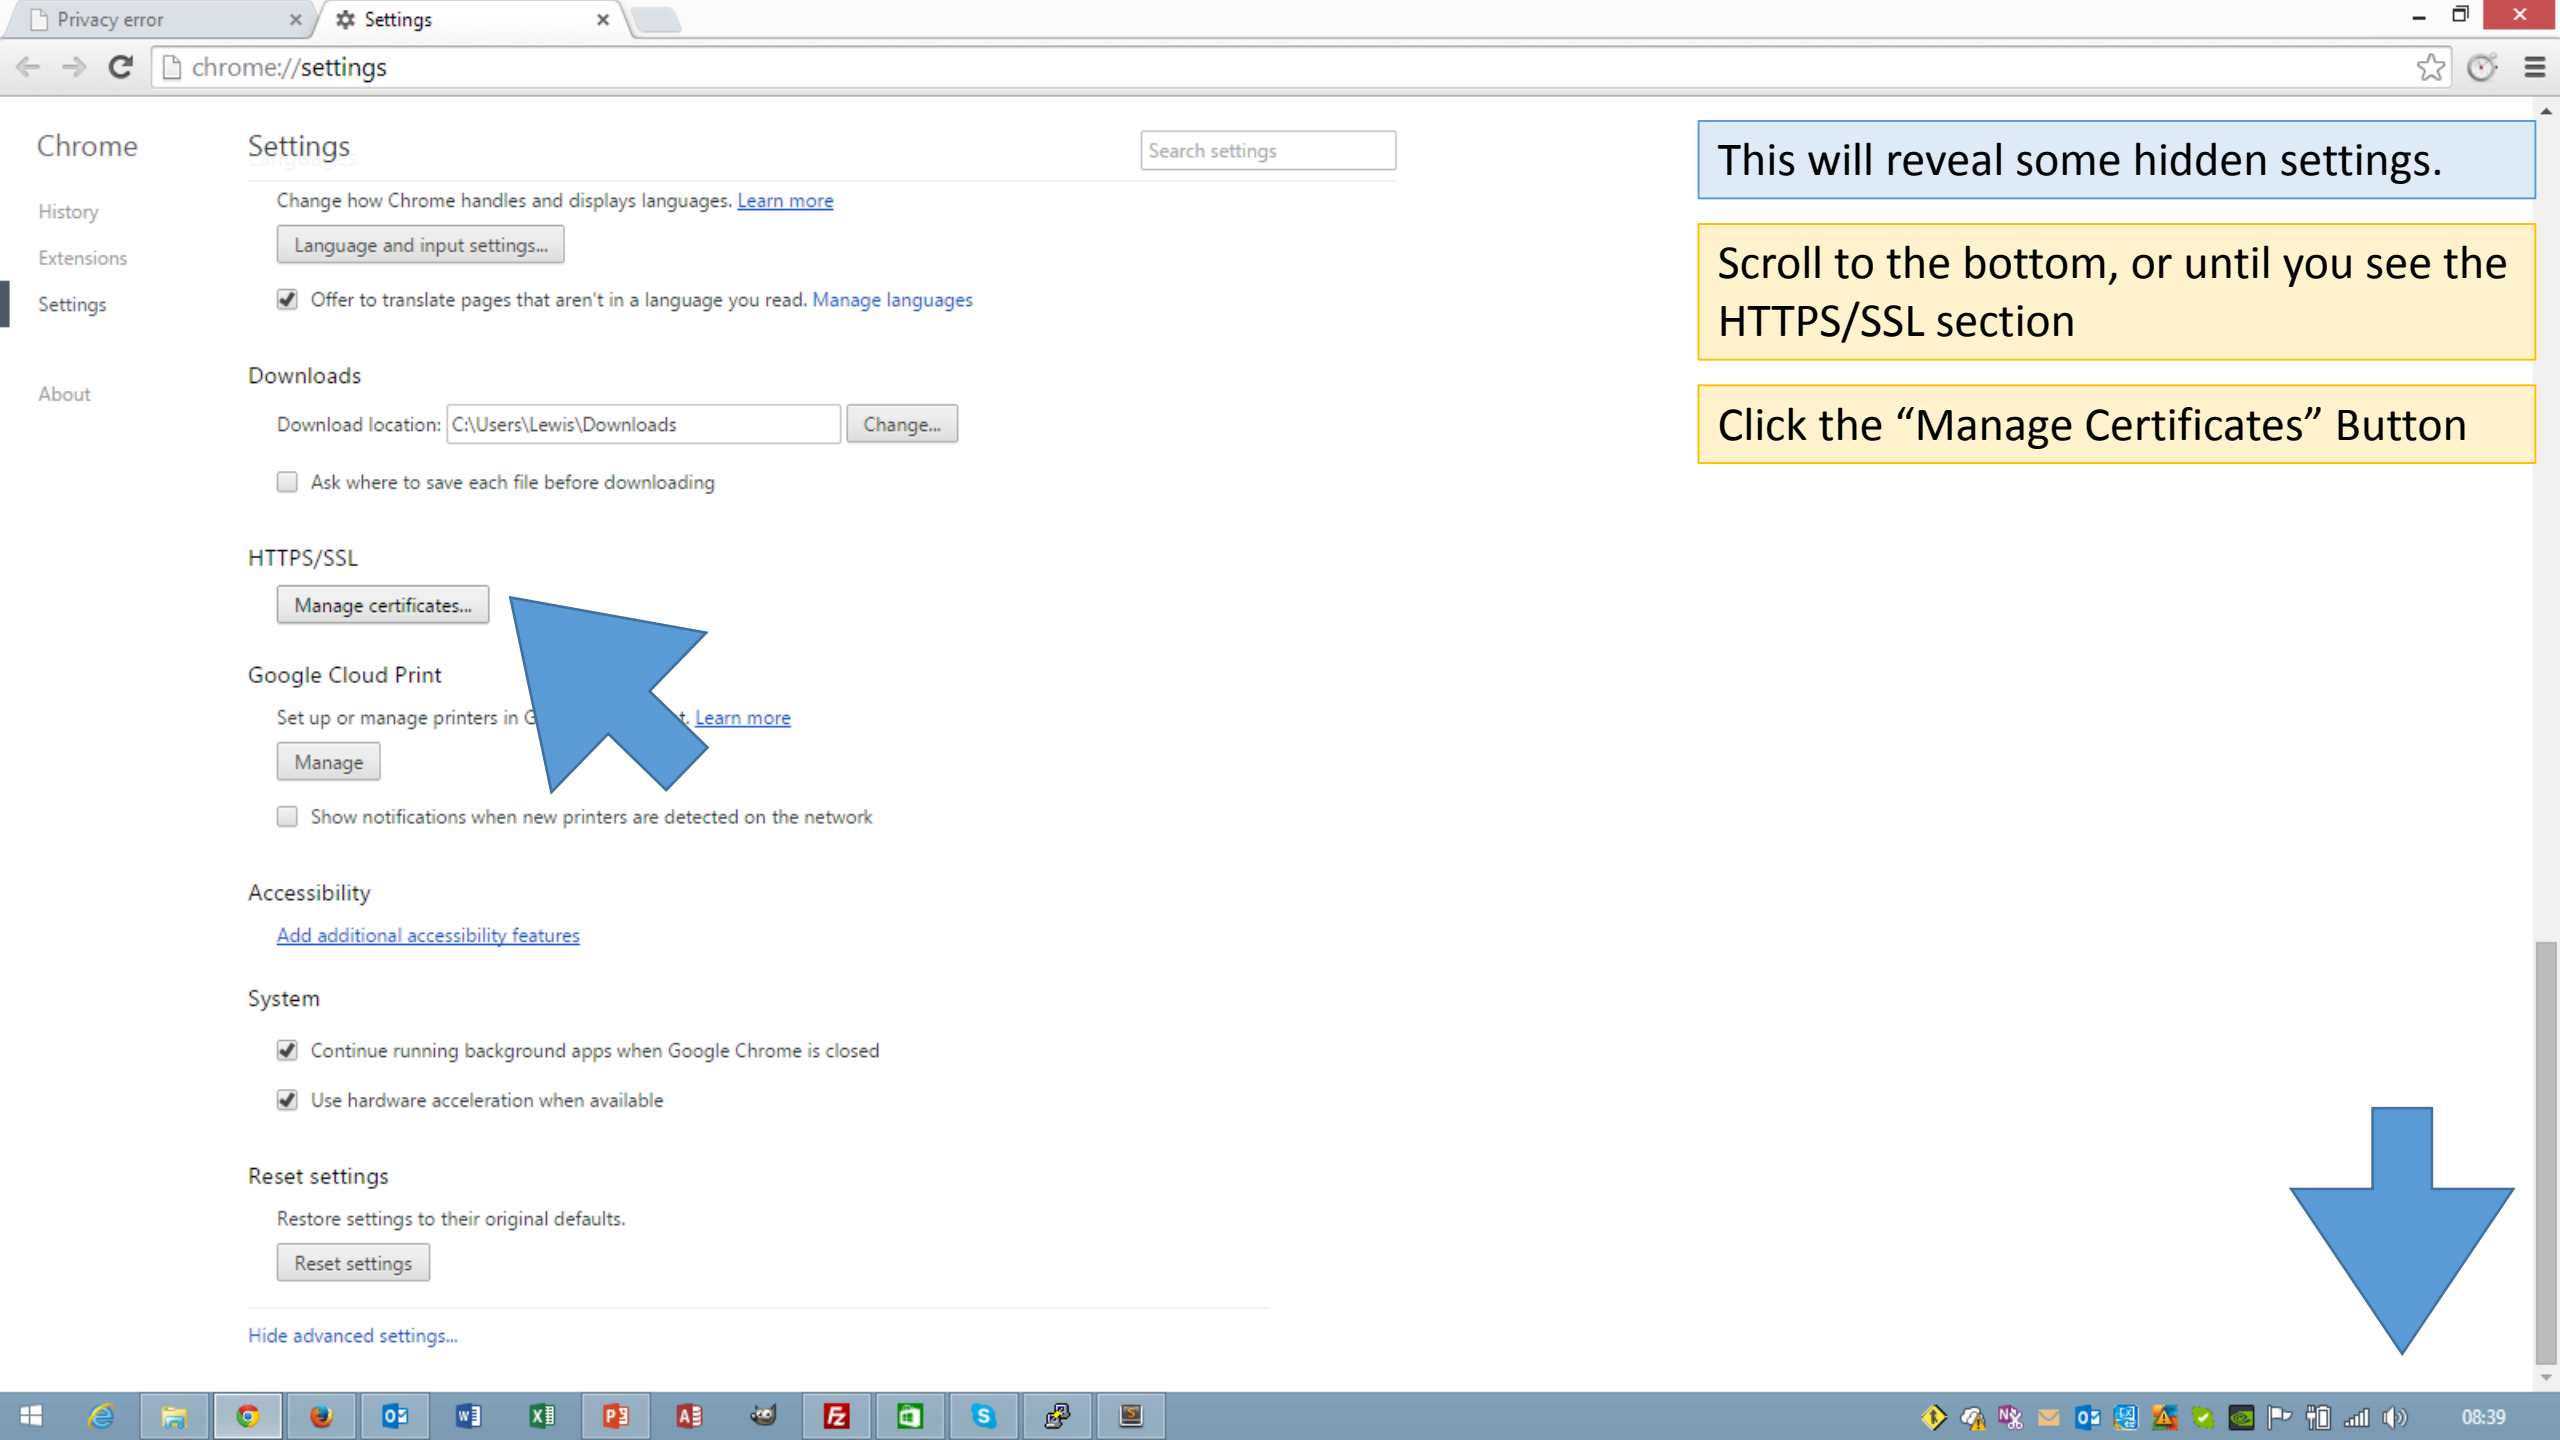 Privacy error
Settings
chrome://settings
Chrome
History
Extensions
Settings
About
Settings
Languages
Search settings
Change how Chrome handles and displays languages. Learn more
Language and input settings...
Offer to translate pages that aren't in a language you read. Manage languages
Downloads
Download location: C:\Users\Lewis\Downloads Change...
Ask where to save each file before downloading
HTTPS/SSL
Manage certificates...
Google Cloud Print
Set up or manage printers in G t. Learn more
Manage
Show notifications when new printers are detected on the network
Accessibility
Add additional accessibility features
System
Continue running background apps when Google Chrome is closed
Use hardware acceleration when available
Reset settings
Restore settings to their original defaults.
Reset settings
Hide advanced settings...
This will reveal some hidden settings.
Scroll to the bottom, or until you see the
HTTPS/SSL section
Click the “Manage Certificates” Button
08:39